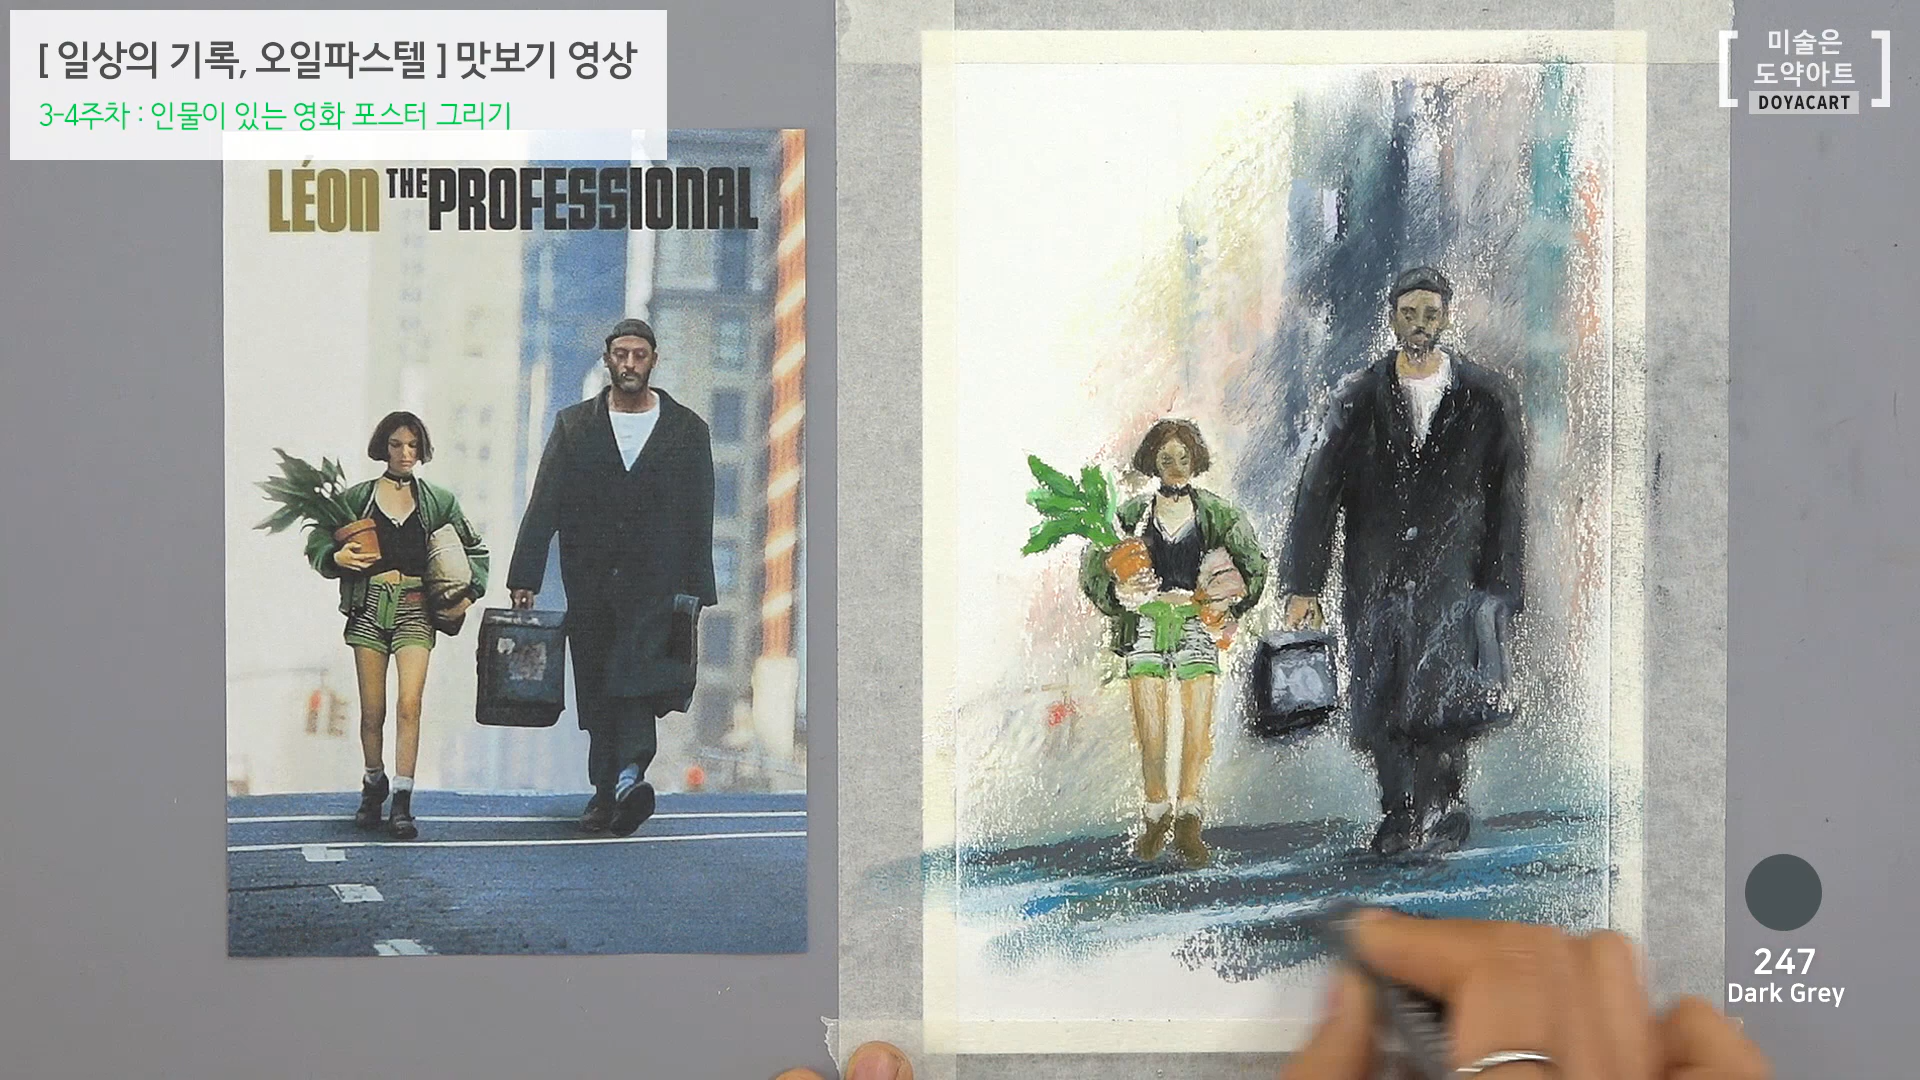 [ 일상의 기록, 오일파스텔 ] 맛보기 영상
3-4주차 : 인물이 있는 영화 포스터 그리기
LÉON THE PROFESSIONAL
미술은
도약아트
DOYACART
247
Dark Grey